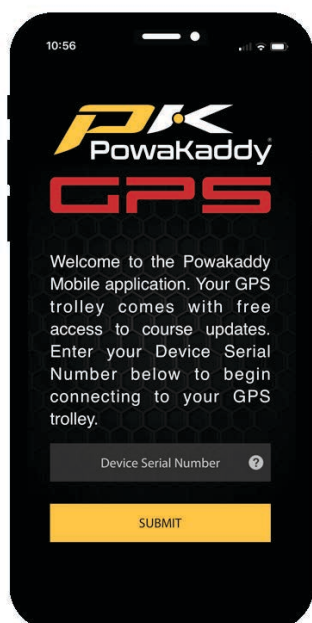 10:56
PK
PowaKaddy
GPS
Welcome to the Powakaddy
Mobile application. Your GPS
trolley comes with free
access to course updates.
Enter your Device Serial
Number below to begin
connecting to your GPS
trolley.
Device Serial Number ?
SUBMIT